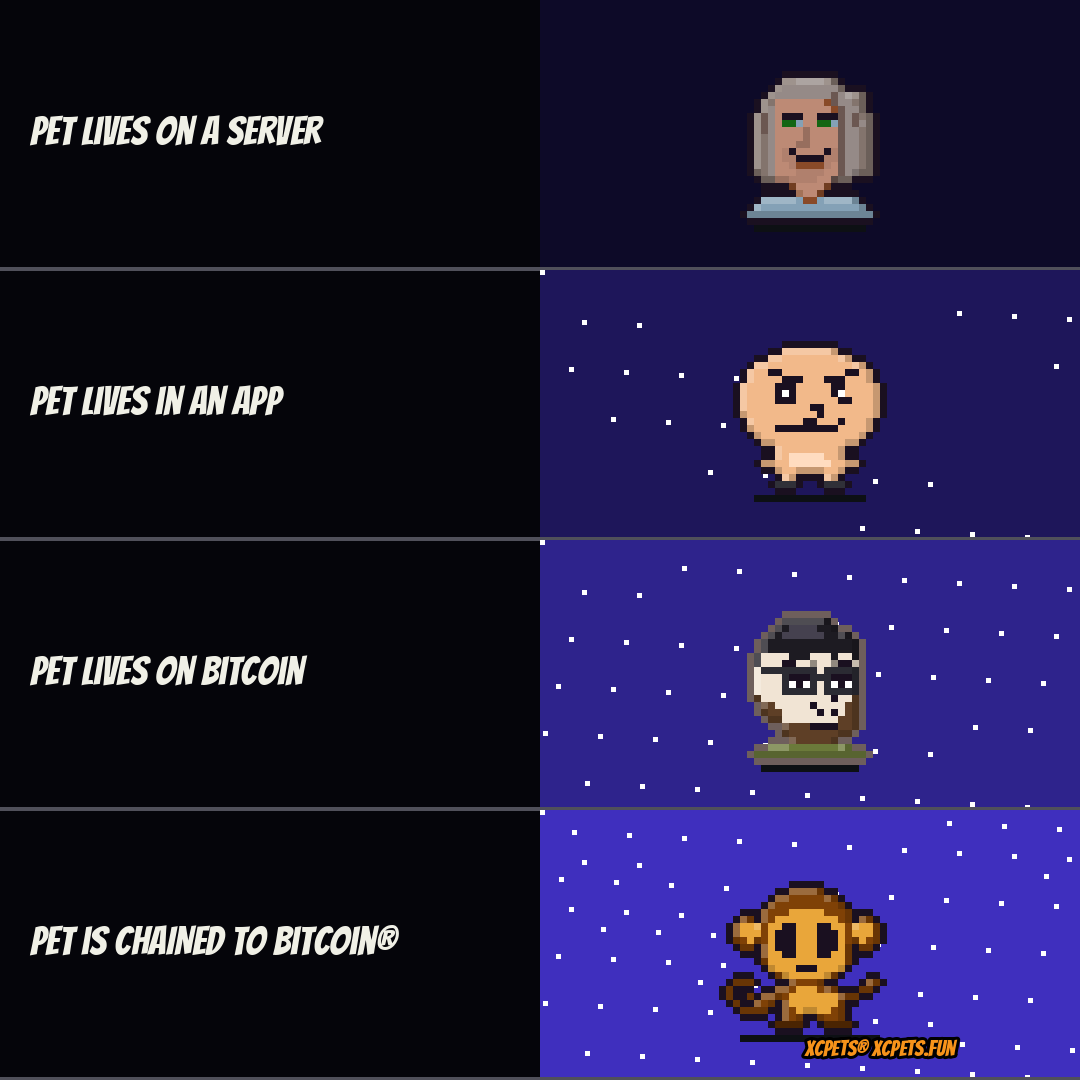 PET LIVES ON A SERVER
PET LIVES IN AN APP
PET LIVES ON BITCOIN
PET IS CHAINED TO BITCOIN®
XCPETS® XCPETS.FUN